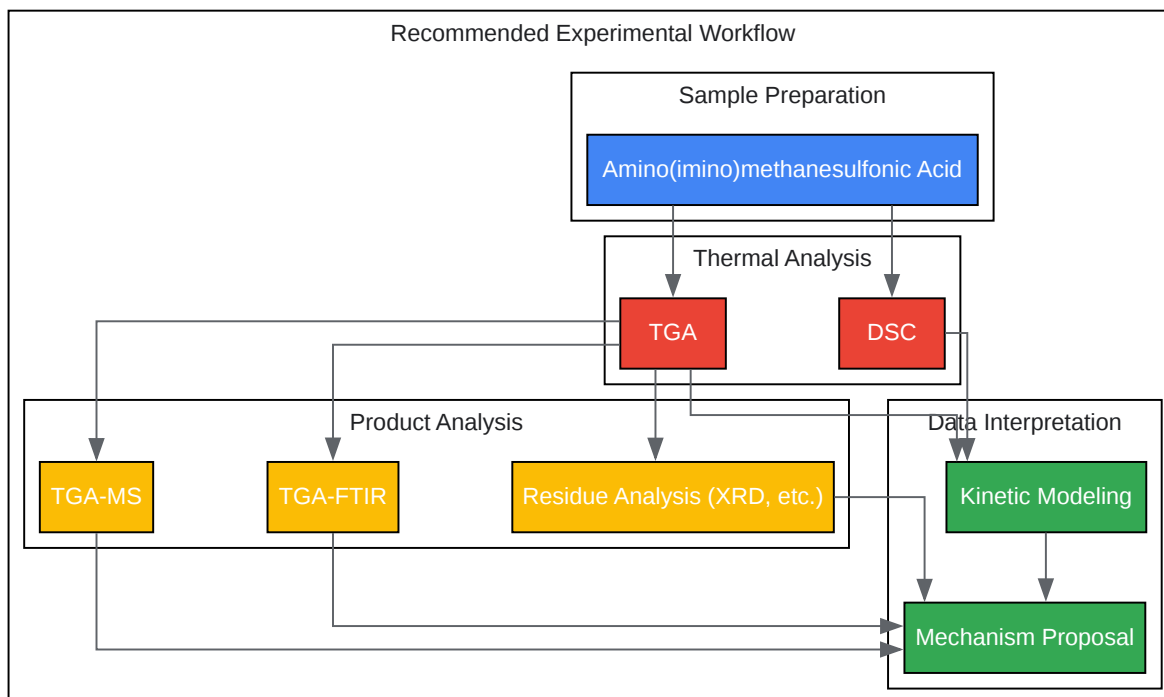 Recommended Experimental Workflow
Sample Preparation
Amino(imino)methanesulfonic Acid
Thermal Analysis
TGA
DSC
Product Analysis
Data Interpretation
TGA-MS
TGA-FTIR
Residue Analysis (XRD, etc.)
Kinetic Modeling
Mechanism Proposal